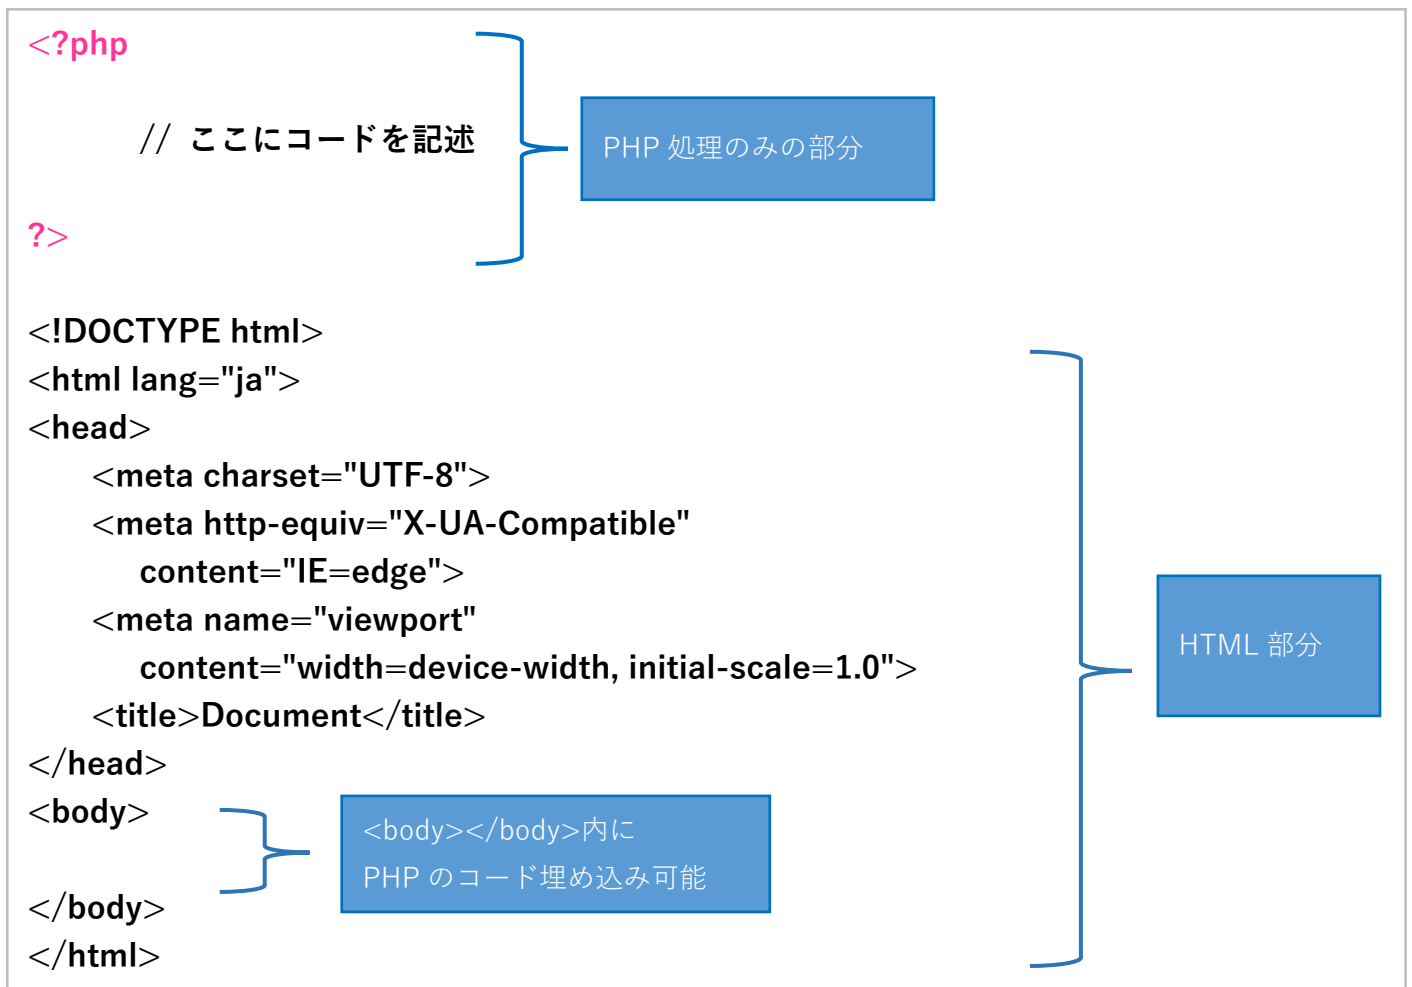 <?php
// ここにコードを記述
PHP 処理のみの部分
?>
<!DOCTYPE html>
<html lang="ja">
<head>
<meta charset="UTF-8">
<meta http-equiv="X-UA-Compatible"
content="IE=edge">
<meta name="viewport"
content="width=device-width, initial-scale=1.0">
<title>Document</title>
</head>
<body>
</body>
</html>
HTML 部分
<body></body>内に
PHP のコード埋め込み可能